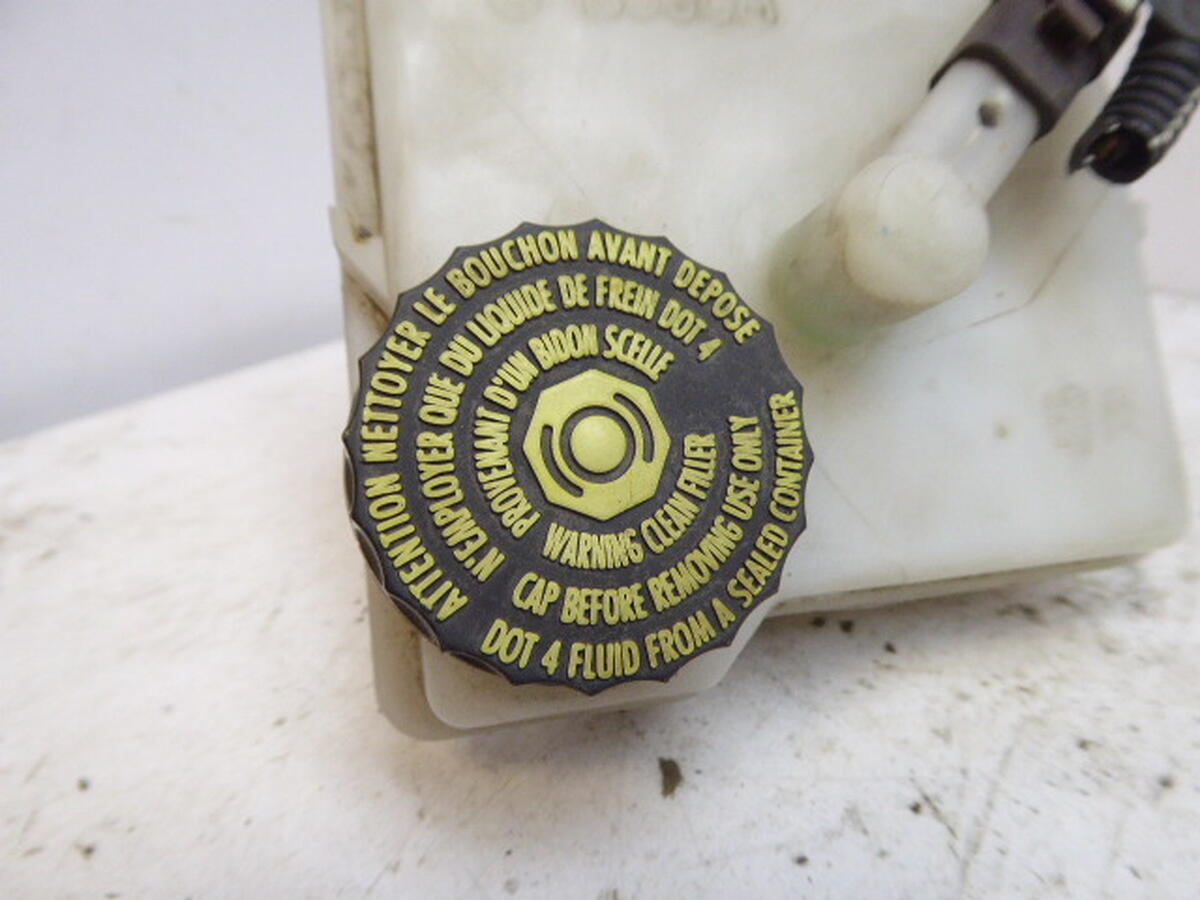 ATTENTION NETTOYER LE BOUCHON AVANT DEPOSE
N'EMPLOYER QUE DU LIQUIDE DE FREIN DOT 4
PROVENANT D'UN BIDON SCELLE
WARNING CLEAN FILLER
CAP BEFORE REMOVING USE ONLY
DOT 4 FLUID FROM A SEALED CONTAINER